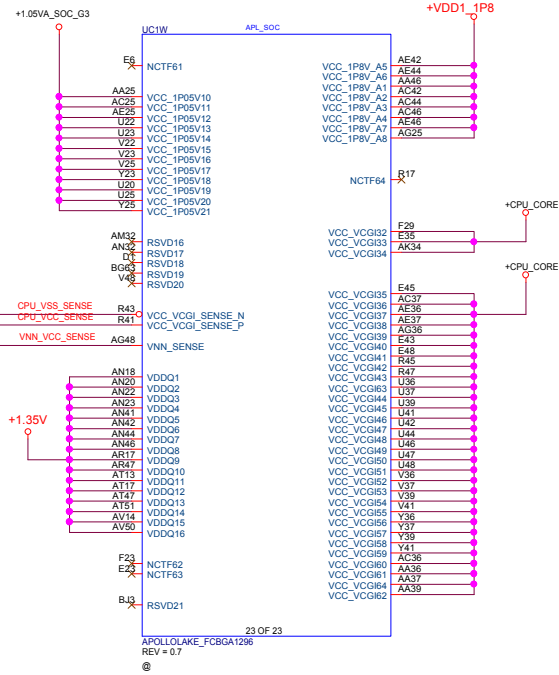 +1.05VA_SOC_G3
+VDD1_1P8
UC1W
APL_SOC
E6 NCTF61
AA25 VCC_1P05V10
AC25 VCC_1P05V11
AE25 VCC_1P05V12
U22 VCC_1P05V13
U23 VCC_1P05V14
V22 VCC_1P05V15
V23 VCC_1P05V16
V25 VCC_1P05V17
Y23 VCC_1P05V18
U20 VCC_1P05V19
U25 VCC_1P05V20
Y25 VCC_1P05V21
AM32 RSVD16
AN32 RSVD17
D1 RSVD18
BG63 RSVD19
V48 RSVD20
CPU_VSS_SENSE R43 VCC_VCGI_SENSE_N
CPU_VCC_SENSE R41 VCC_VCGI_SENSE_P
VNN_VCC_SENSE AG48 VNN_SENSE
+1.35V
AN18 VDDQ1
AN20 VDDQ2
AN22 VDDQ3
AN23 VDDQ4
AN41 VDDQ5
AN42 VDDQ6
AN44 VDDQ7
AN46 VDDQ8
AR17 VDDQ9
AR47 VDDQ10
AT13 VDDQ11
AT17 VDDQ12
AT47 VDDQ13
AT51 VDDQ14
AV14 VDDQ15
AV50 VDDQ16
F23 NCTF62
E23 NCTF63
BJ3 RSVD21
VCC_1P8V_A5 AE42
VCC_1P8V_A6 AE44
VCC_1P8V_A1 AA46
VCC_1P8V_A2 AC42
VCC_1P8V_A3 AC44
VCC_1P8V_A4 AC46
VCC_1P8V_A7 AE46
VCC_1P8V_A8 AG25
NCTF64 R17
+CPU_CORE
VCC_VCGI32 F29
VCC_VCGI33 E35
VCC_VCGI34 AK34
+CPU_CORE
VCC_VCGI35 E45
VCC_VCGI36 AC37
VCC_VCGI37 AE36
VCC_VCGI38 AE37
VCC_VCGI39 AG36
VCC_VCGI40 E43
VCC_VCGI41 E48
VCC_VCGI42 R45
VCC_VCGI43 R47
VCC_VCGI63 U36
VCC_VCGI44 U37
VCC_VCGI45 U39
VCC_VCGI46 U41
VCC_VCGI47 U42
VCC_VCGI48 U44
VCC_VCGI49 U46
VCC_VCGI50 U47
VCC_VCGI51 U48
VCC_VCGI52 V36
VCC_VCGI53 V37
VCC_VCGI54 V39
VCC_VCGI55 V41
VCC_VCGI56 Y36
VCC_VCGI57 Y37
VCC_VCGI58 Y39
VCC_VCGI59 Y41
VCC_VCGI60 AC36
VCC_VCGI61 AA36
VCC_VCGI64 AA37
VCC_VCGI62 AA39
23 OF 23
APOLLOLAKE_FCBGA1296
REV = 0.7
@